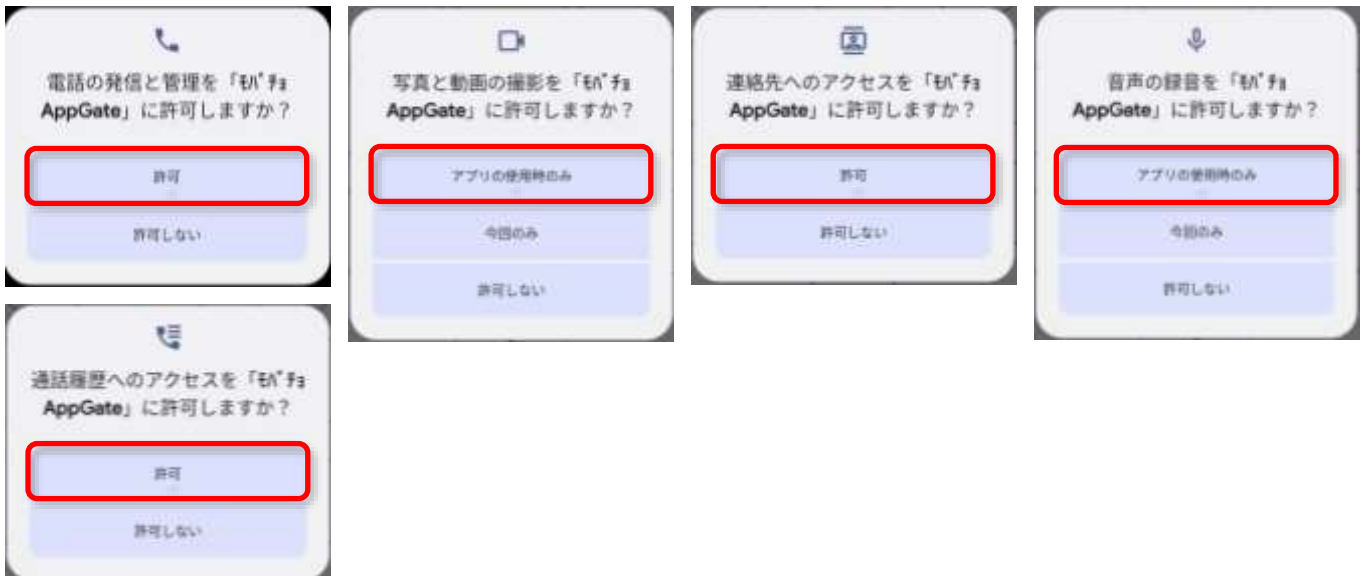 電話の発信と管理を「ﾓﾊﾞﾁｮ
AppGate」に許可しますか？
許可
許可しない
写真と動画の撮影を「ﾓﾊﾞﾁｮ
AppGate」に許可しますか？
アプリの使用時のみ
今回のみ
許可しない
連絡先へのアクセスを「ﾓﾊﾞﾁｮ
AppGate」に許可しますか？
許可
許可しない
音声の録音を「ﾓﾊﾞﾁｮ
AppGate」に許可しますか？
アプリの使用時のみ
今回のみ
許可しない
通話履歴へのアクセスを「ﾓﾊﾞﾁｮ
AppGate」に許可しますか？
許可
許可しない